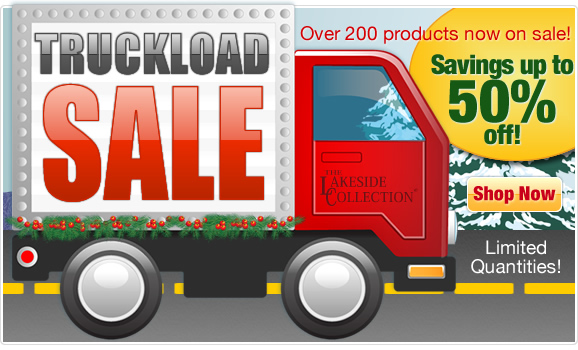 TRUCKLOAD
SALE
Over 200 products now on sale!
Savings up to
50%
off!
THE
LAKESIDE
COLLECTION®
Shop Now
Limited
Quantities!